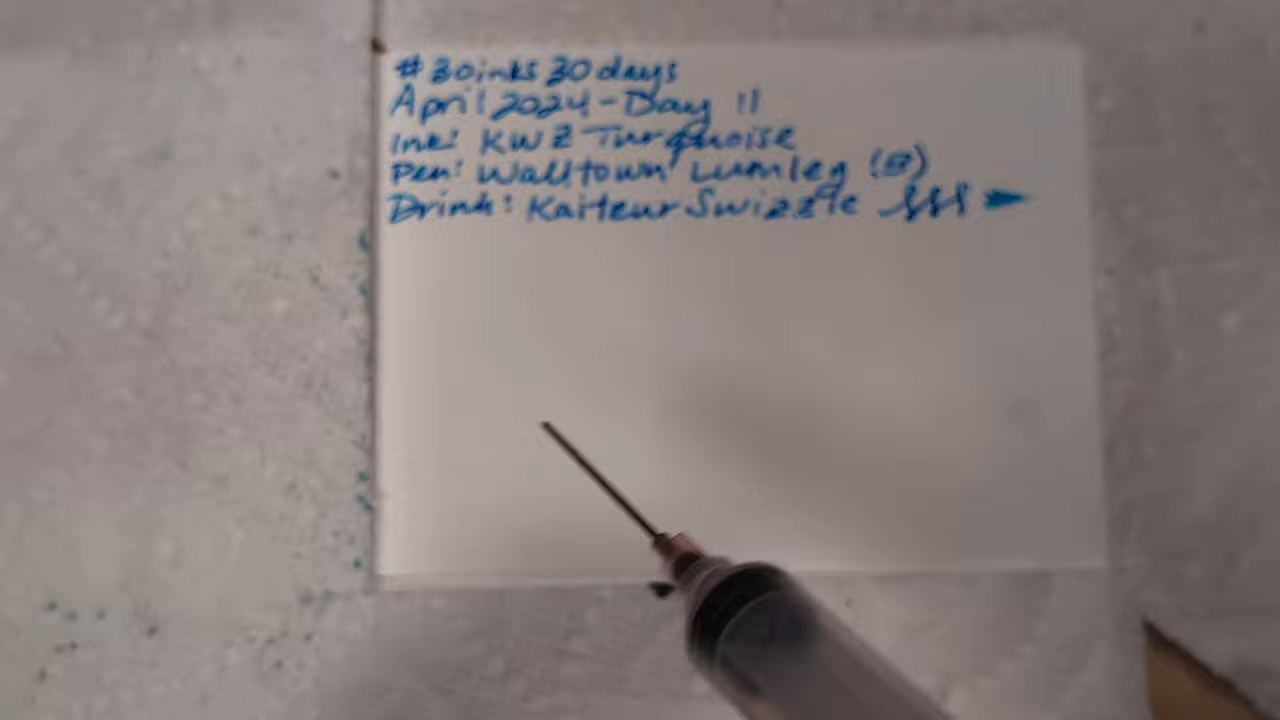 #30inks30days
April 2024 - Day 11
Ink: KWZ Turquoise
Pen: Walltown Lumley (B)
Drink: Kaiteur Swizzle